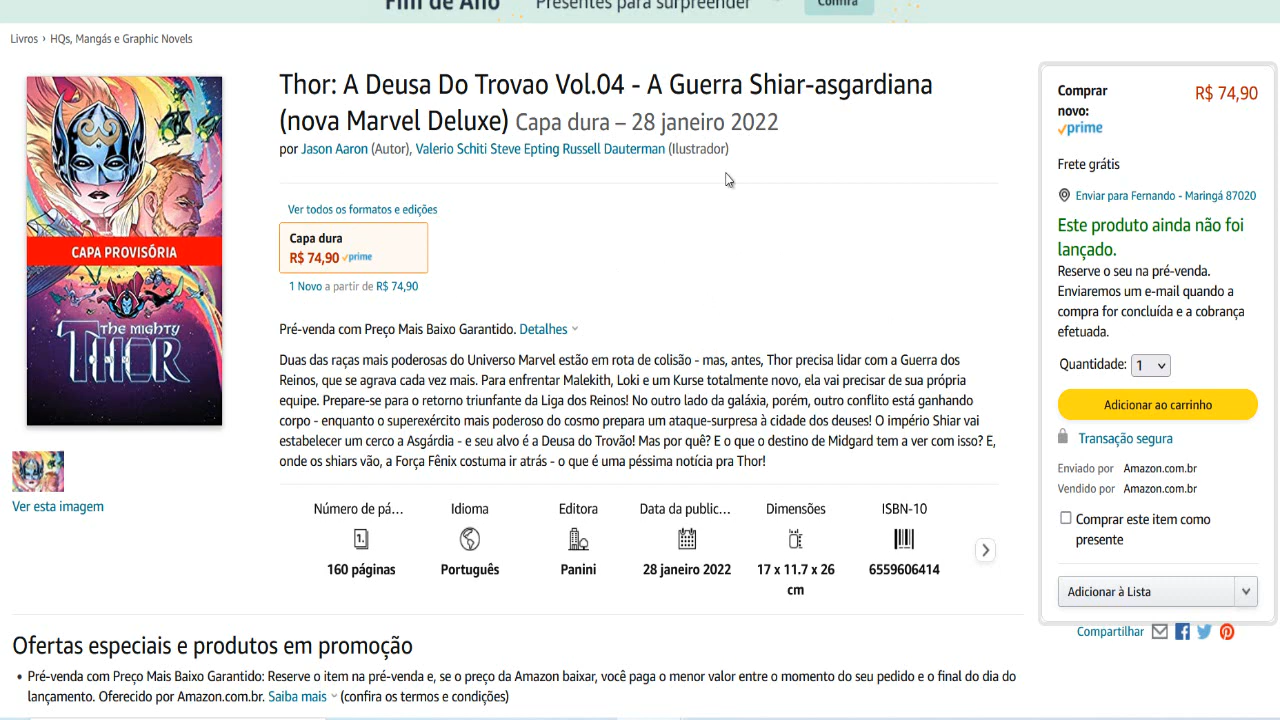 Fim de Ano Presentes para surpreender Confira
Livros › HQs, Mangás e Graphic Novels
CAPA PROVISÓRIA
THE MIGHTY
THOR
Ver esta imagem
Thor: A Deusa Do Trovao Vol.04 - A Guerra Shiar-asgardiana
(nova Marvel Deluxe) Capa dura – 28 janeiro 2022
por Jason Aaron (Autor), Valerio Schiti Steve Epting Russell Dauterman (Ilustrador)
Ver todos os formatos e edições
Capa dura
R$ 74,90 prime
1 Novo a partir de R$ 74,90
Pré-venda com Preço Mais Baixo Garantido. Detalhes
Duas das raças mais poderosas do Universo Marvel estão em rota de colisão - mas, antes, Thor precisa lidar com a Guerra dos
Reinos, que se agrava cada vez mais. Para enfrentar Malekith, Loki e um Kurse totalmente novo, ela vai precisar de sua própria
equipe. Prepare-se para o retorno triunfante da Liga dos Reinos! No outro lado da galáxia, porém, outro conflito está ganhando
corpo - enquanto o superexército mais poderoso do cosmo prepara um ataque-surpresa à cidade dos deuses! O império Shiar vai
estabelecer um cerco a Asgárdia - e seu alvo é a Deusa do Trovão! Mas por quê? E o que o destino de Midgard tem a ver com isso? E,
onde os shiars vão, a Força Fênix costuma ir atrás - o que é uma péssima notícia pra Thor!
Número de pá... Idioma Editora Data da public... Dimensões ISBN-10
1.
160 páginas Português Panini 28 janeiro 2022 17 x 11.7 x 26 6559606414
cm
Comprar R$ 74,90
novo:
prime
Frete grátis
Enviar para Fernando - Maringá 87020
Este produto ainda não foi
lançado.
Reserve o seu na pré-venda.
Enviaremos um e-mail quando a
compra for concluída e a cobrança
efetuada.
Quantidade: 1
Adicionar ao carrinho
Transação segura
Enviado por Amazon.com.br
Vendido por Amazon.com.br
Comprar este item como
presente
Adicionar à Lista
Compartilhar
Ofertas especiais e produtos em promoção
• Pré-venda com Preço Mais Baixo Garantido: Reserve o item na pré-venda e, se o preço da Amazon baixar, você paga o menor valor entre o momento do seu pedido e o final do dia do
lançamento. Oferecido por Amazon.com.br. Saiba mais (confira os termos e condições)